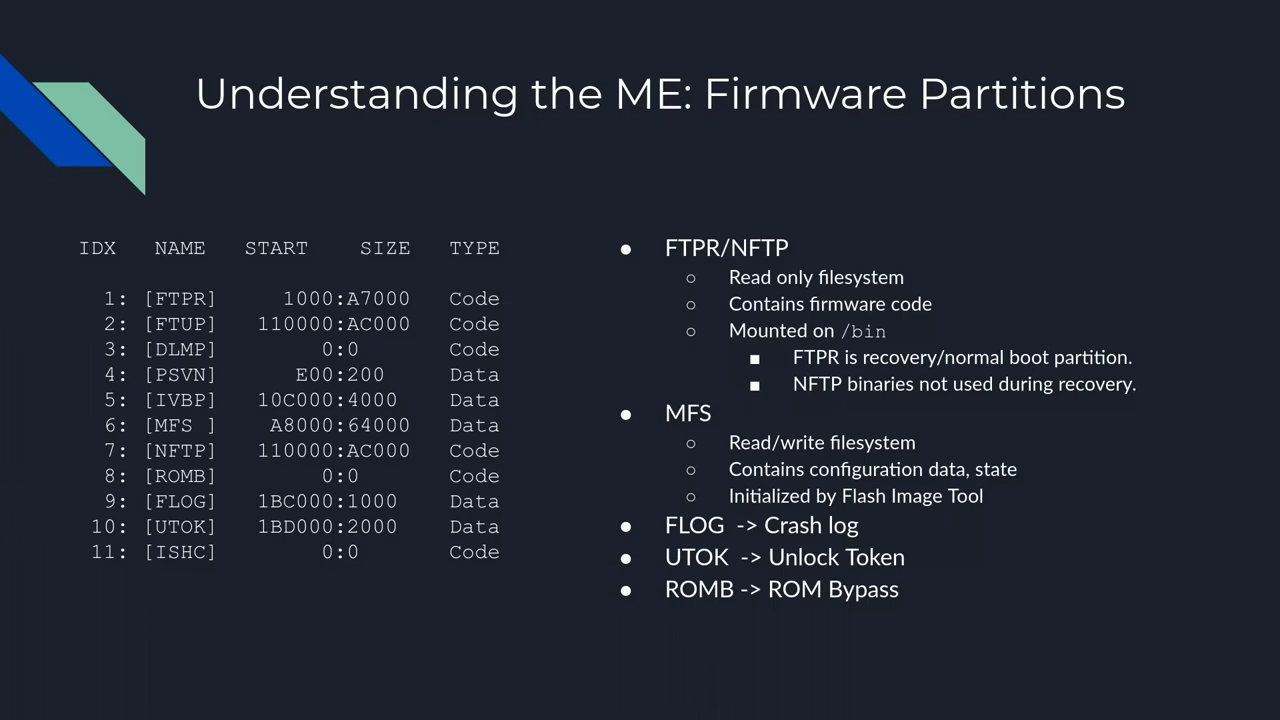 Understanding the ME: Firmware Partitions
IDX NAME START SIZE TYPE
1: [FTPR] 1000:A7000 Code
2: [FTUP] 110000:AC000 Code
3: [DLMP] 0:0 Code
4: [PSVN] E00:200 Data
5: [IVBP] 10C000:4000 Data
6: [MFS ] A8000:64000 Data
7: [NFTP] 110000:AC000 Code
8: [ROMB] 0:0 Code
9: [FLOG] 1BC000:1000 Data
10: [UTOK] 1BD000:2000 Data
11: [ISHC] 0:0 Code
● FTPR/NFTP
○ Read only filesystem
○ Contains firmware code
○ Mounted on /bin
■ FTPR is recovery/normal boot partition.
■ NFTP binaries not used during recovery.
● MFS
○ Read/write filesystem
○ Contains configuration data, state
○ Initialized by Flash Image Tool
● FLOG -> Crash log
● UTOK -> Unlock Token
● ROMB -> ROM Bypass